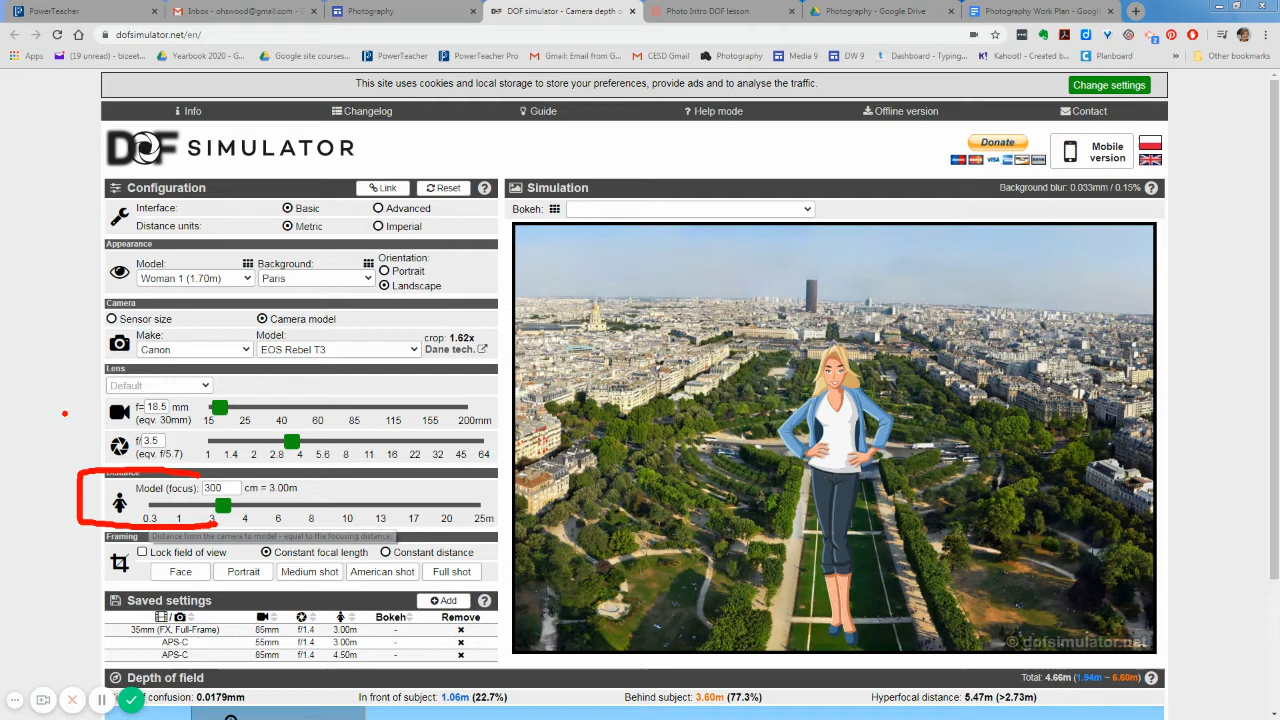 PowerTeacher
Inbox - ohswood@gmail.com - G
Photography
DOF simulator - Camera depth o
Photo Intro DOF lesson
Photography - Google Drive
Photography Work Plan - Google
dofsimulator.net/en/
Apps
(19 unread) - bizeet...
Yearbook 2020 - G...
Google site courses...
PowerTeacher
PowerTeacher Pro
Gmail: Email from G...
CESD Gmail
Photography
Media 9
DW 9
Dashboard - Typing...
Kahoot! - Created b...
Planboard
»
Other bookmarks
This site uses cookies and local storage to store your preferences, provide ads and to analyse the traffic.
Change settings
Info
Changelog
Guide
Help mode
Offline version
Contact
DOF SIMULATOR
Donate
VISA
Mobile version
Configuration
Link
Reset
Simulation
Background blur: 0.033mm / 0.15%
Interface:
Basic
Advanced
Bokeh:
Distance units:
Metric
Imperial
Appearance
Model:
Background:
Orientation:
Portrait
Woman 1 (1.70m)
Paris
Landscape
Camera
Sensor size
Camera model
Make:
Model:
crop: 1.62x
Canon
EOS Rebel T3
Dane tech.
Lens
Default
f= 18.5 mm
(eqv. 30mm)
15 25 40 60 85 115 155 200mm
f/ 3.5
(eqv. f/5.7)
1 1.4 2 2.8 4 5.6 8 11 16 22 32 45 64
Distance
Model (focus): 300 cm = 3.00m
0.3 1 3 4 6 8 10 13 17 20 25m
Distance from the camera to model - equal to the focusing distance.
Framing
Lock field of view
Constant focal length
Constant distance
Face
Portrait
Medium shot
American shot
Full shot
© dofsimulator.net
Saved settings
Add
Bokeh
Remove
35mm (FX, Full-Frame) 85mm f/1.4 3.00m -
APS-C 55mm f/1.4 3.00m -
APS-C 85mm f/1.4 4.50m -
Depth of field
Total: 4.66m (1.94m ~ 6.60m)
of confusion: 0.0179mm
In front of subject: 1.06m (22.7%)
Behind subject: 3.60m (77.3%)
Hyperfocal distance: 5.47m (>2.73m)